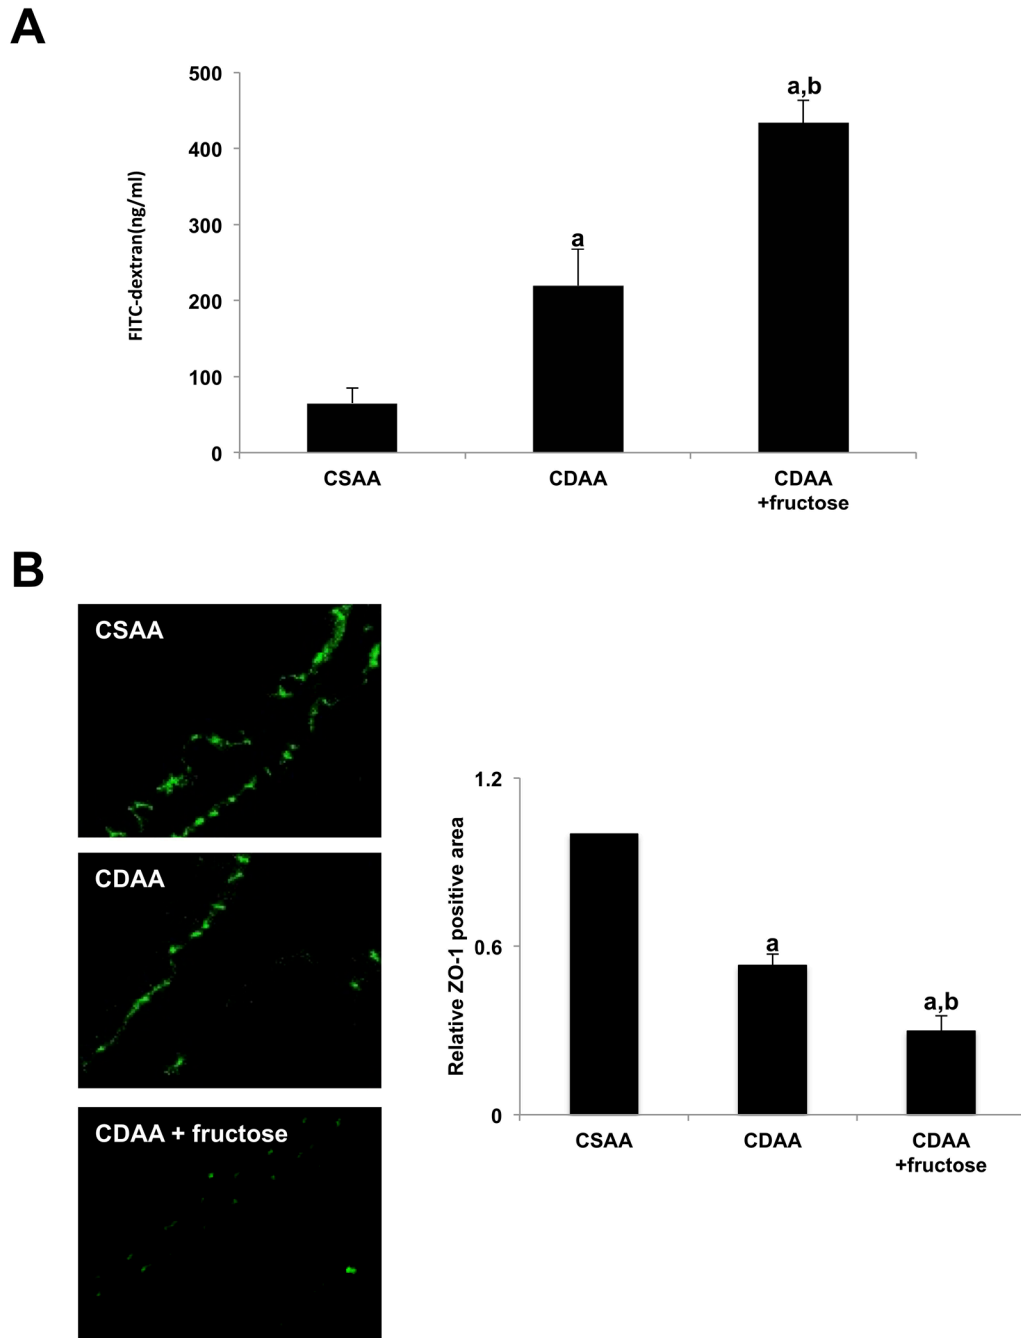 A
500
400
300
200
100
0
FITC-dextran(ng/ml)
a
a,b
CSAA
CDAA
CDAA
+fructose
B
CSAA
CDAA
CDAA + fructose
1.2
0.6
0
Relative ZO-1 positive area
a
a,b
CSAA
CDAA
CDAA
+fructose